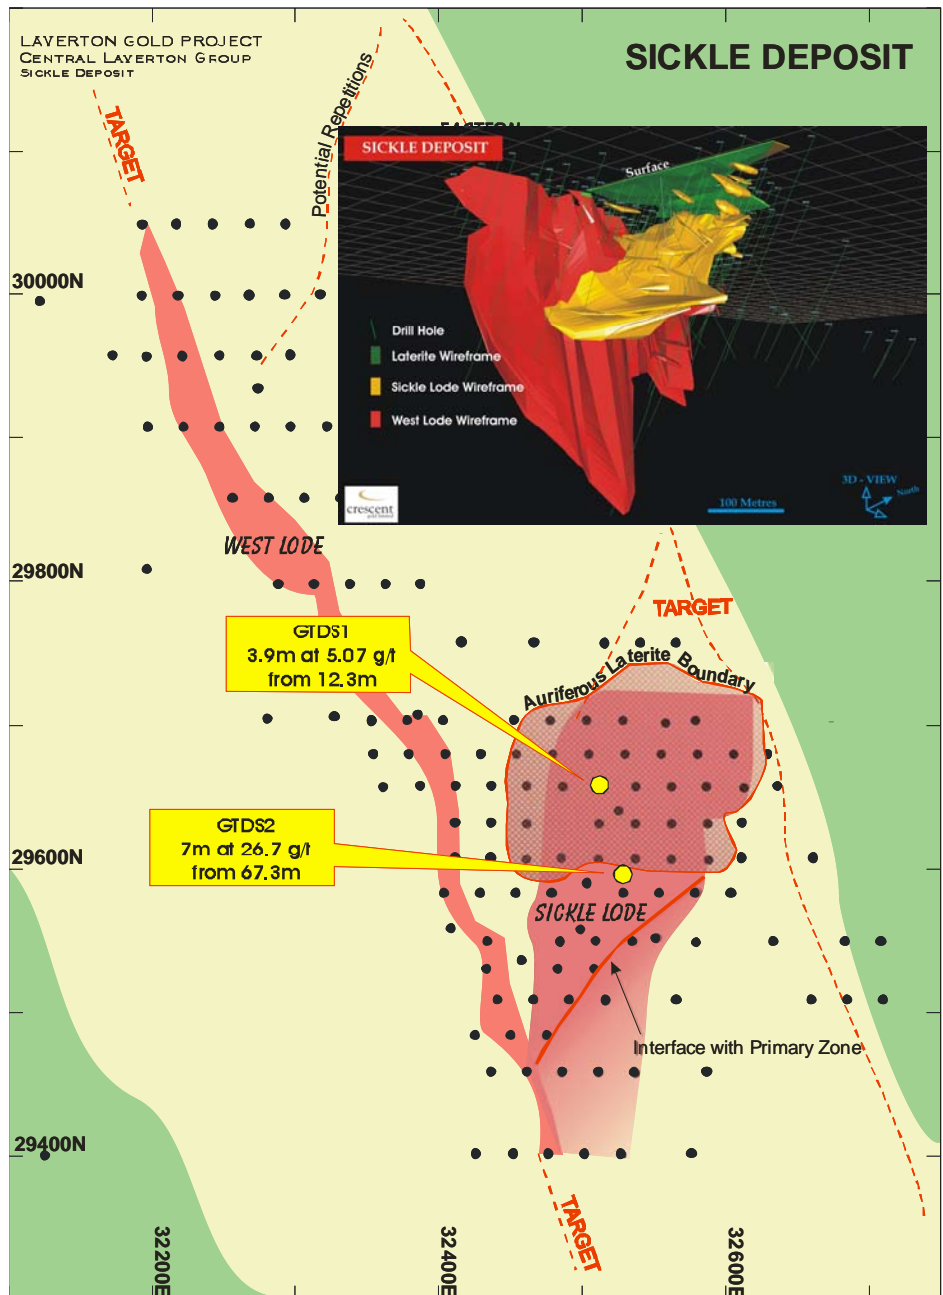 LAVERTON GOLD PROJECT
CENTRAL LAVERTON GROUP
SICKLE DEPOSIT
SICKLE DEPOSIT
TARGET
Potential Repetitions
SICKLE DEPOSIT
Surface
Drill Hole
Laterite Wireframe
Sickle Lode Wireframe
West Lode Wireframe
crescent
100 Metres
3D - VIEW
North
30000N
WEST LODE
29800N
TARGET
GTDS1
3.9m at 5.07 g/t
from 12.3m
Auriferous Laterite Boundary
GTDS2
7m at 26.7 g/t
from 67.3m
29600N
SICKLE LODE
Interface with Primary Zone
29400N
TARGET
32200E
32400E
32600E